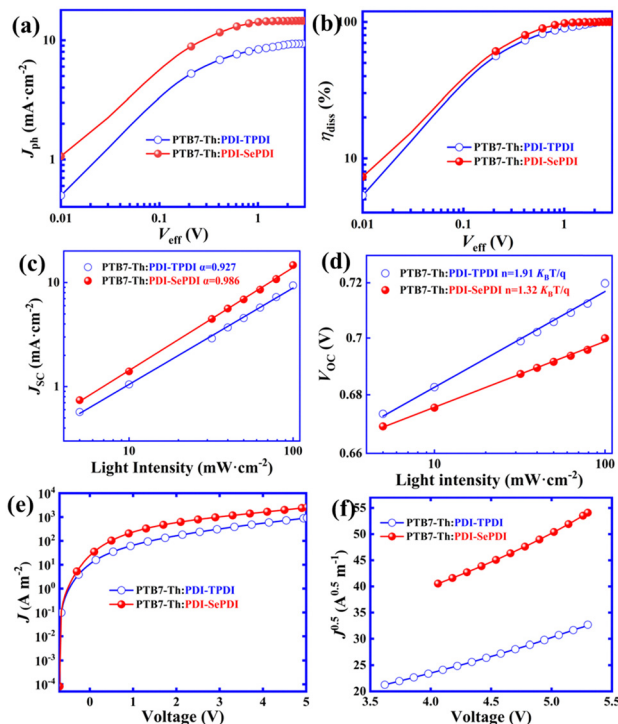 (a)
10
1
J_ph (mA·cm⁻²)
PTB7-Th:PDI-TPDI
PTB7-Th:PDI-SePDI
0.01 0.1 1
V_eff (V)
(b)
100
10
η_diss (%)
PTB7-Th:PDI-TPDI
PTB7-Th:PDI-SePDI
0.01 0.1 1
V_eff (V)
(c)
PTB7-Th:PDI-TPDI α=0.927
PTB7-Th:PDI-SePDI α=0.986
10
1
J_SC (mA·cm⁻²)
10 100
Light Intensity (mW·cm⁻²)
(d)
PTB7-Th:PDI-TPDI n=1.91 K_BT/q
PTB7-Th:PDI-SePDI n=1.32 K_BT/q
0.72
0.7
0.68
0.66
V_OC (V)
10 100
Light intensity (mW·cm⁻²)
(e)
10⁴
10³
10²
10¹
10⁰
10⁻¹
10⁻²
10⁻³
10⁻⁴
J (A m⁻²)
PTB7-Th:PDI-TPDI
PTB7-Th:PDI-SePDI
0 1 2 3 4 5
Voltage (V)
(f)
PTB7-Th:PDI-TPDI
PTB7-Th:PDI-SePDI
55
50
45
40
35
30
25
20
J^0.5 (A^0.5 m⁻¹)
3.5 4.0 4.5 5.0 5.5
Voltage (V)